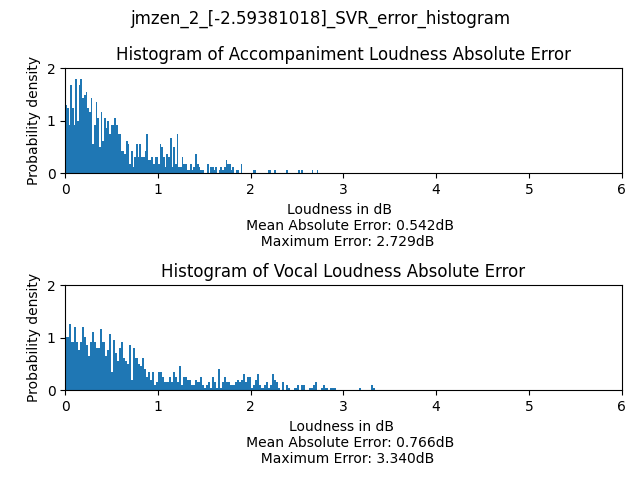 jmzen_2_[-2.59381018]_SVR_error_histogram
Histogram of Accompaniment Loudness Absolute Error
Probability density
2
1
0
0 1 2 3 4 5 6
Loudness in dB
Mean Absolute Error: 0.542dB
Maximum Error: 2.729dB
Histogram of Vocal Loudness Absolute Error
Probability density
2
1
0
0 1 2 3 4 5 6
Loudness in dB
Mean Absolute Error: 0.766dB
Maximum Error: 3.340dB